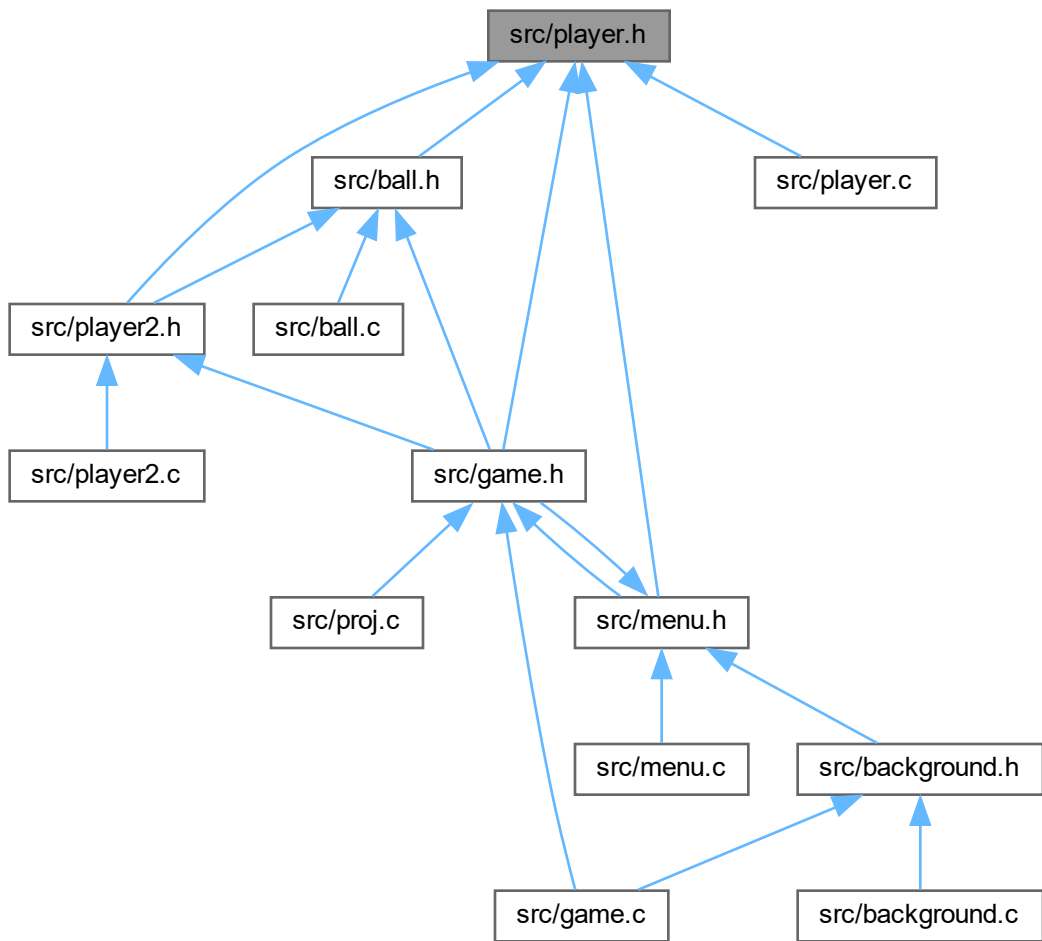 src/player.h
src/ball.h
src/player.c
src/player2.h
src/ball.c
src/player2.c
src/game.h
src/proj.c
src/menu.h
src/menu.c
src/background.h
src/game.c
src/background.c